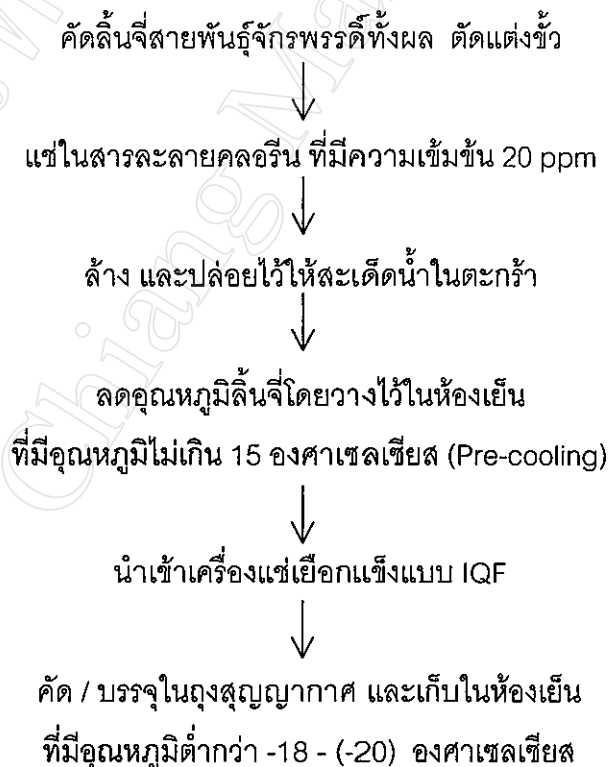 คัดลิ้นจี่สายพันธุ์จักรพรรดิ์ทั้งผล ตัดแต่งขั้ว
แช่ในสารละลายคลอรีน ที่มีความเข้มข้น 20 ppm
ล้าง และปล่อยไว้ให้สะเด็ดน้ำในตะกร้า
ลดอุณหภูมิลิ้นจี่โดยวางไว้ในห้องเย็น
ที่มีอุณหภูมิไม่เกิน 15 องศาเซลเซียส (Pre-cooling)
นำเข้าเครื่องแช่เยือกแข็งแบบ IQF
คัด / บรรจุในถุงสุญญากาศ และเก็บในห้องเย็น
ที่มีอุณหภูมิต่ำกว่า -18 - (-20) องศาเซลเซียส
Chiang Ma